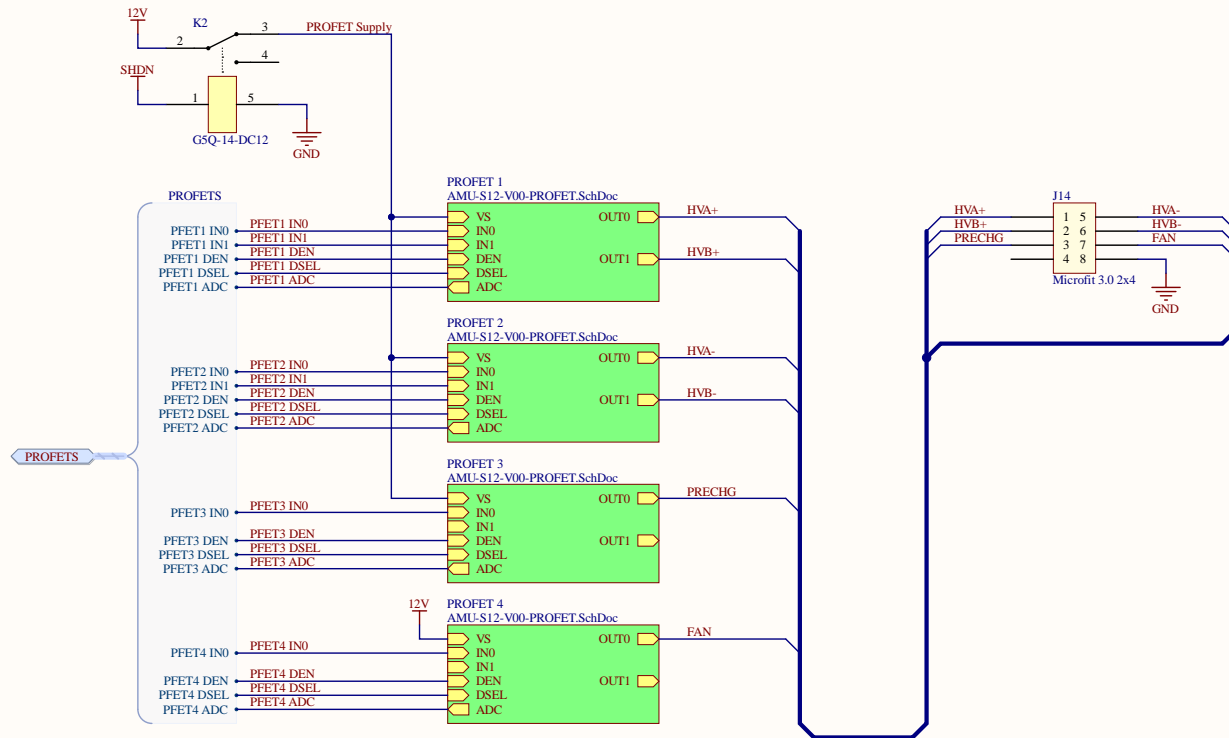 12V
K2
2
3
PROFET Supply
4
SHDN
1
5
G5Q-14-DC12
GND
PROFETS
PFET1 IN0
PFET1 IN1
PFET1 DEN
PFET1 DSEL
PFET1 ADC
PFET1 IN0
PFET1 IN1
PFET1 DEN
PFET1 DSEL
PFET1 ADC
PROFET 1
AMU-S12-V00-PROFET.SchDoc
VS
IN0
IN1
DEN
DSEL
ADC
OUT0
OUT1
HVA+
HVB+
PFET2 IN0
PFET2 IN1
PFET2 DEN
PFET2 DSEL
PFET2 ADC
PFET2 IN0
PFET2 IN1
PFET2 DEN
PFET2 DSEL
PFET2 ADC
PROFET 2
AMU-S12-V00-PROFET.SchDoc
VS
IN0
IN1
DEN
DSEL
ADC
OUT0
OUT1
HVA-
HVB-
PROFETS
PFET3 IN0
PFET3 DEN
PFET3 DSEL
PFET3 ADC
PFET3 IN0
PFET3 DEN
PFET3 DSEL
PFET3 ADC
PROFET 3
AMU-S12-V00-PROFET.SchDoc
VS
IN0
IN1
DEN
DSEL
ADC
OUT0
OUT1
PRECHG
PFET4 IN0
PFET4 DEN
PFET4 DSEL
PFET4 ADC
PFET4 IN0
PFET4 DEN
PFET4 DSEL
PFET4 ADC
12V
PROFET 4
AMU-S12-V00-PROFET.SchDoc
VS
IN0
IN1
DEN
DSEL
ADC
OUT0
OUT1
FAN
J14
HVA+ 1 5 HVA-
HVB+ 2 6 HVB-
PRECHG 3 7 FAN
4 8
Microfit 3.0 2x4
GND